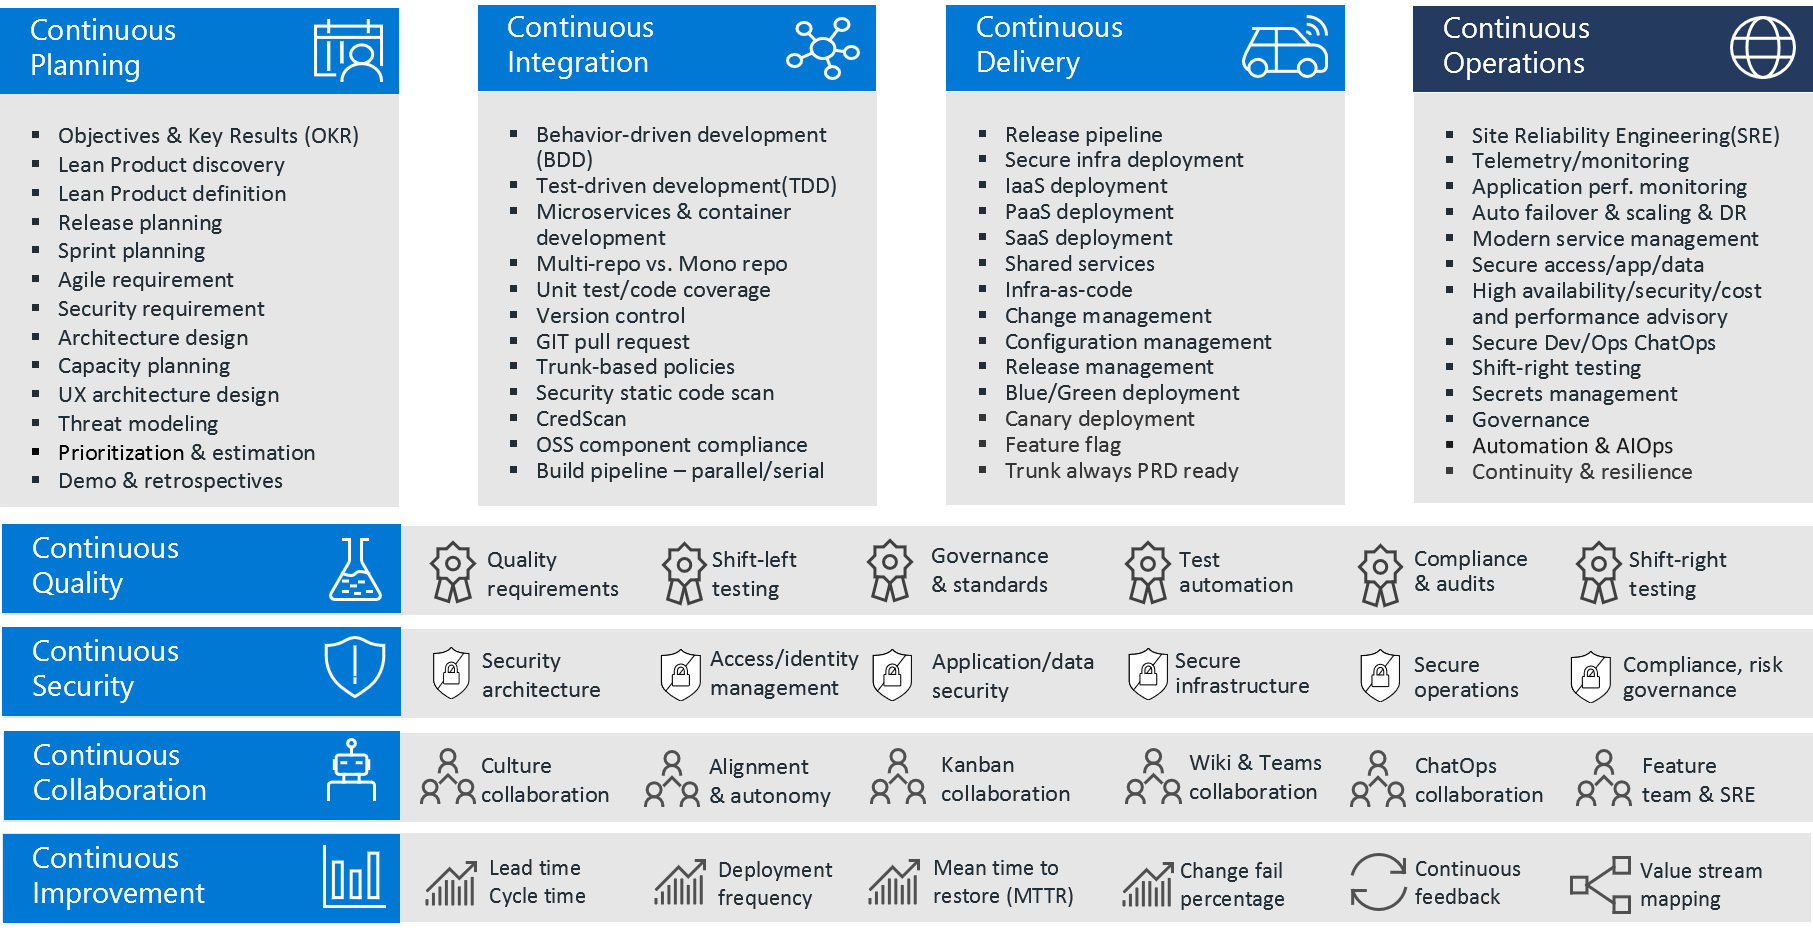 Continuous
Planning
Objectives & Key Results (OKR)
Lean Product discovery
Lean Product definition
Release planning
Sprint planning
Agile requirement
Security requirement
Architecture design
Capacity planning
UX architecture design
Threat modeling
Prioritization & estimation
Demo & retrospectives
Continuous
Integration
Behavior-driven development
(BDD)
Test-driven development(TDD)
Microservices & container
development
Multi-repo vs. Mono repo
Unit test/code coverage
Version control
GIT pull request
Trunk-based policies
Security static code scan
CredScan
OSS component compliance
Build pipeline – parallel/serial
Continuous
Delivery
Release pipeline
Secure infra deployment
IaaS deployment
PaaS deployment
SaaS deployment
Shared services
Infra-as-code
Change management
Configuration management
Release management
Blue/Green deployment
Canary deployment
Feature flag
Trunk always PRD ready
Continuous
Operations
Site Reliability Engineering(SRE)
Telemetry/monitoring
Application perf. monitoring
Auto failover & scaling & DR
Modern service management
Secure access/app/data
High availability/security/cost
and performance advisory
Secure Dev/Ops ChatOps
Shift-right testing
Secrets management
Governance
Automation & AIOps
Continuity & resilience
Continuous
Quality
Quality
requirements
Shift-left
testing
Governance
& standards
Test
automation
Compliance
& audits
Shift-right
testing
Continuous
Security
Security
architecture
Access/identity
management
Application/data
security
Secure
infrastructure
Secure
operations
Compliance, risk
governance
Continuous
Collaboration
Culture
collaboration
Alignment
& autonomy
Kanban
collaboration
Wiki & Teams
collaboration
ChatOps
collaboration
Feature
team & SRE
Continuous
Improvement
Lead time
Cycle time
Deployment
frequency
Mean time to
restore (MTTR)
Change fail
percentage
Continuous
feedback
Value stream
mapping